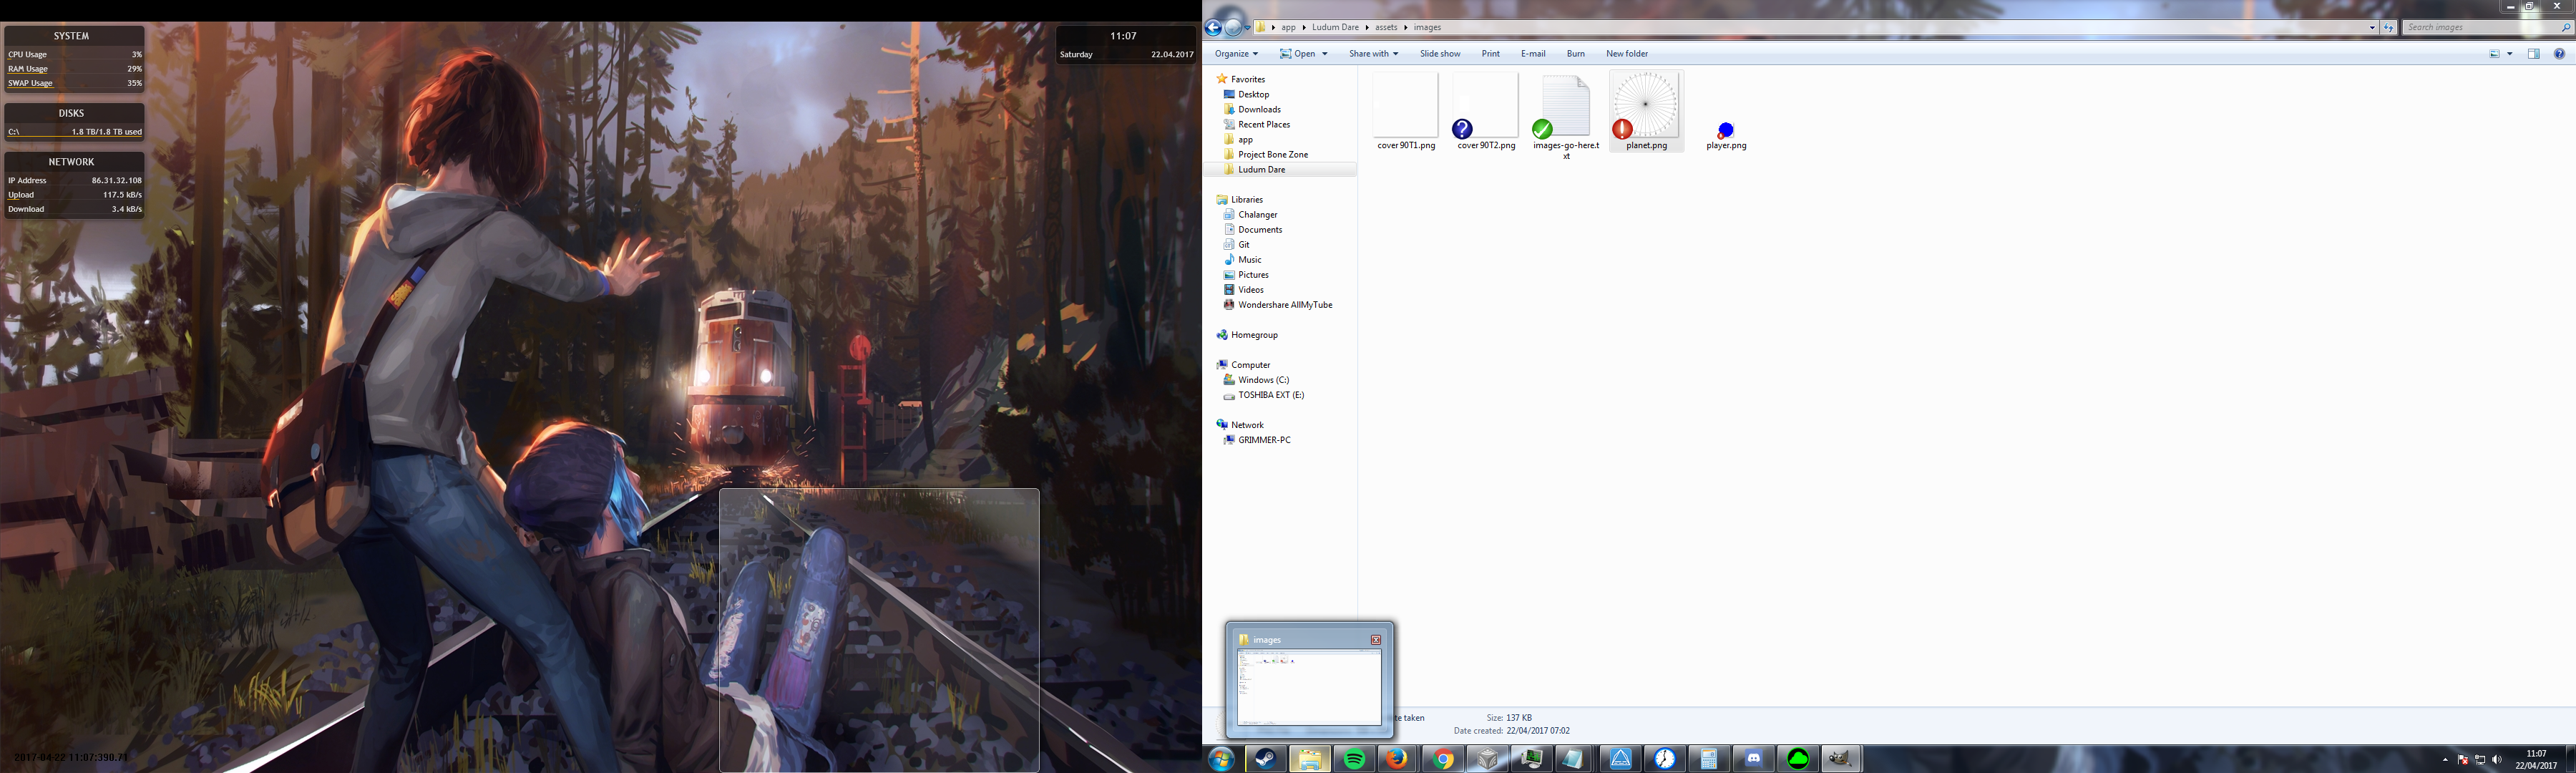 SYSTEM
CPU Usage 3%
RAM Usage 29%
SWAP Usage 35%
DISKS
C:\ 1.8 TB/1.8 TB used
NETWORK
IP Address 86.31.32.108
Upload 117.5 kB/s
Download 3.4 kB/s
11:07
Saturday 22.04.2017
2017-04-22 11:07:390.71
app Ludum Dare assets images
Search images
Organize Open Share with Slide show Print E-mail Burn New folder
Favorites
Desktop
Downloads
Recent Places
app
Project Bone Zone
Ludum Dare
Libraries
Chalanger
Documents
Git
Music
Pictures
Videos
Wondershare AllMyTube
Homegroup
Computer
Windows (C:)
TOSHIBA EXT (E:)
Network
GRIMMER-PC
cover90T1.png
cover90T2.png
images-go-here.t
xt
planet.png
player.png
images
te taken
Size: 137 KB
Date created: 22/04/2017 07:02
11:07
22/04/2017